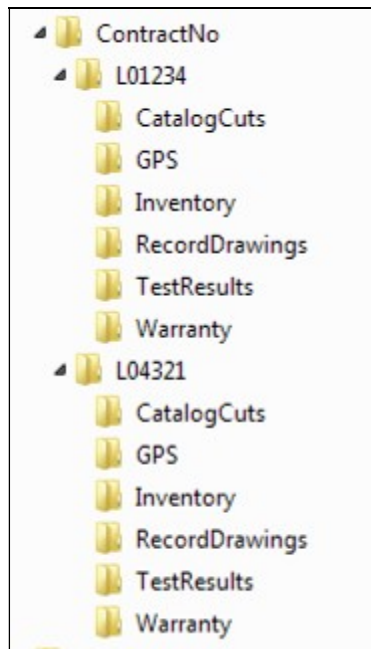 ContractNo
L01234
CatalogCuts
GPS
Inventory
RecordDrawings
TestResults
Warranty
L04321
CatalogCuts
GPS
Inventory
RecordDrawings
TestResults
Warranty